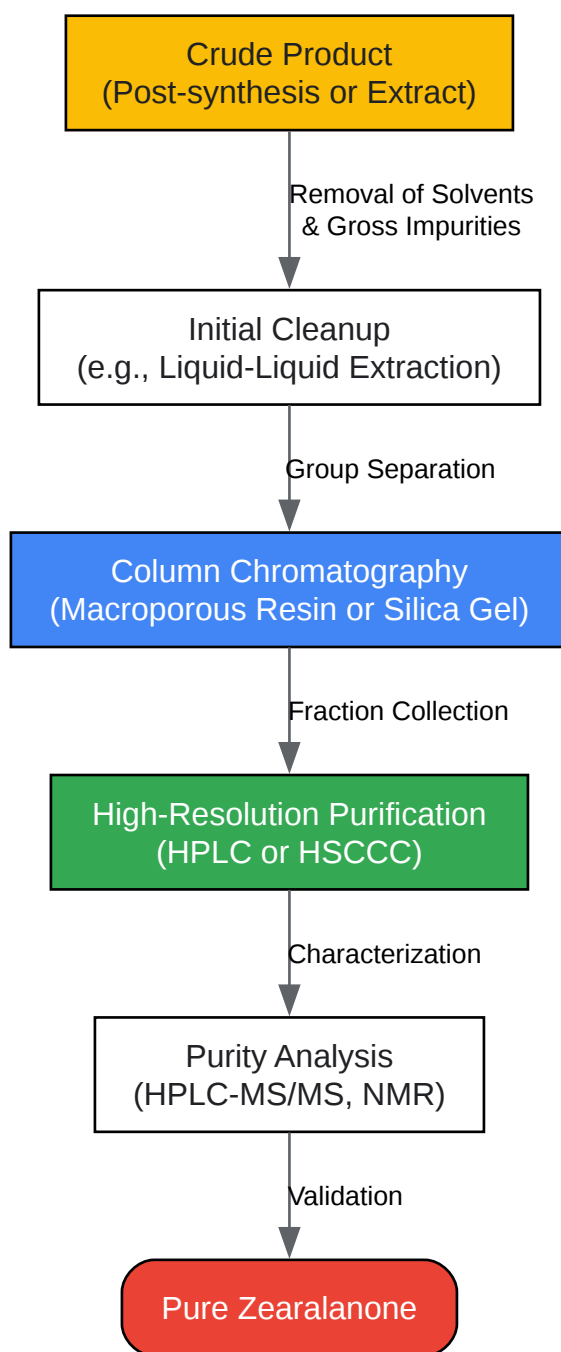 Crude Product
(Post-synthesis or Extract)
Removal of Solvents
& Gross Impurities
Initial Cleanup
(e.g., Liquid-Liquid Extraction)
Group Separation
Column Chromatography
(Macroporous Resin or Silica Gel)
Fraction Collection
High-Resolution Purification
(HPLC or HSCCC)
Characterization
Purity Analysis
(HPLC-MS/MS, NMR)
Validation
Pure Zearalanone